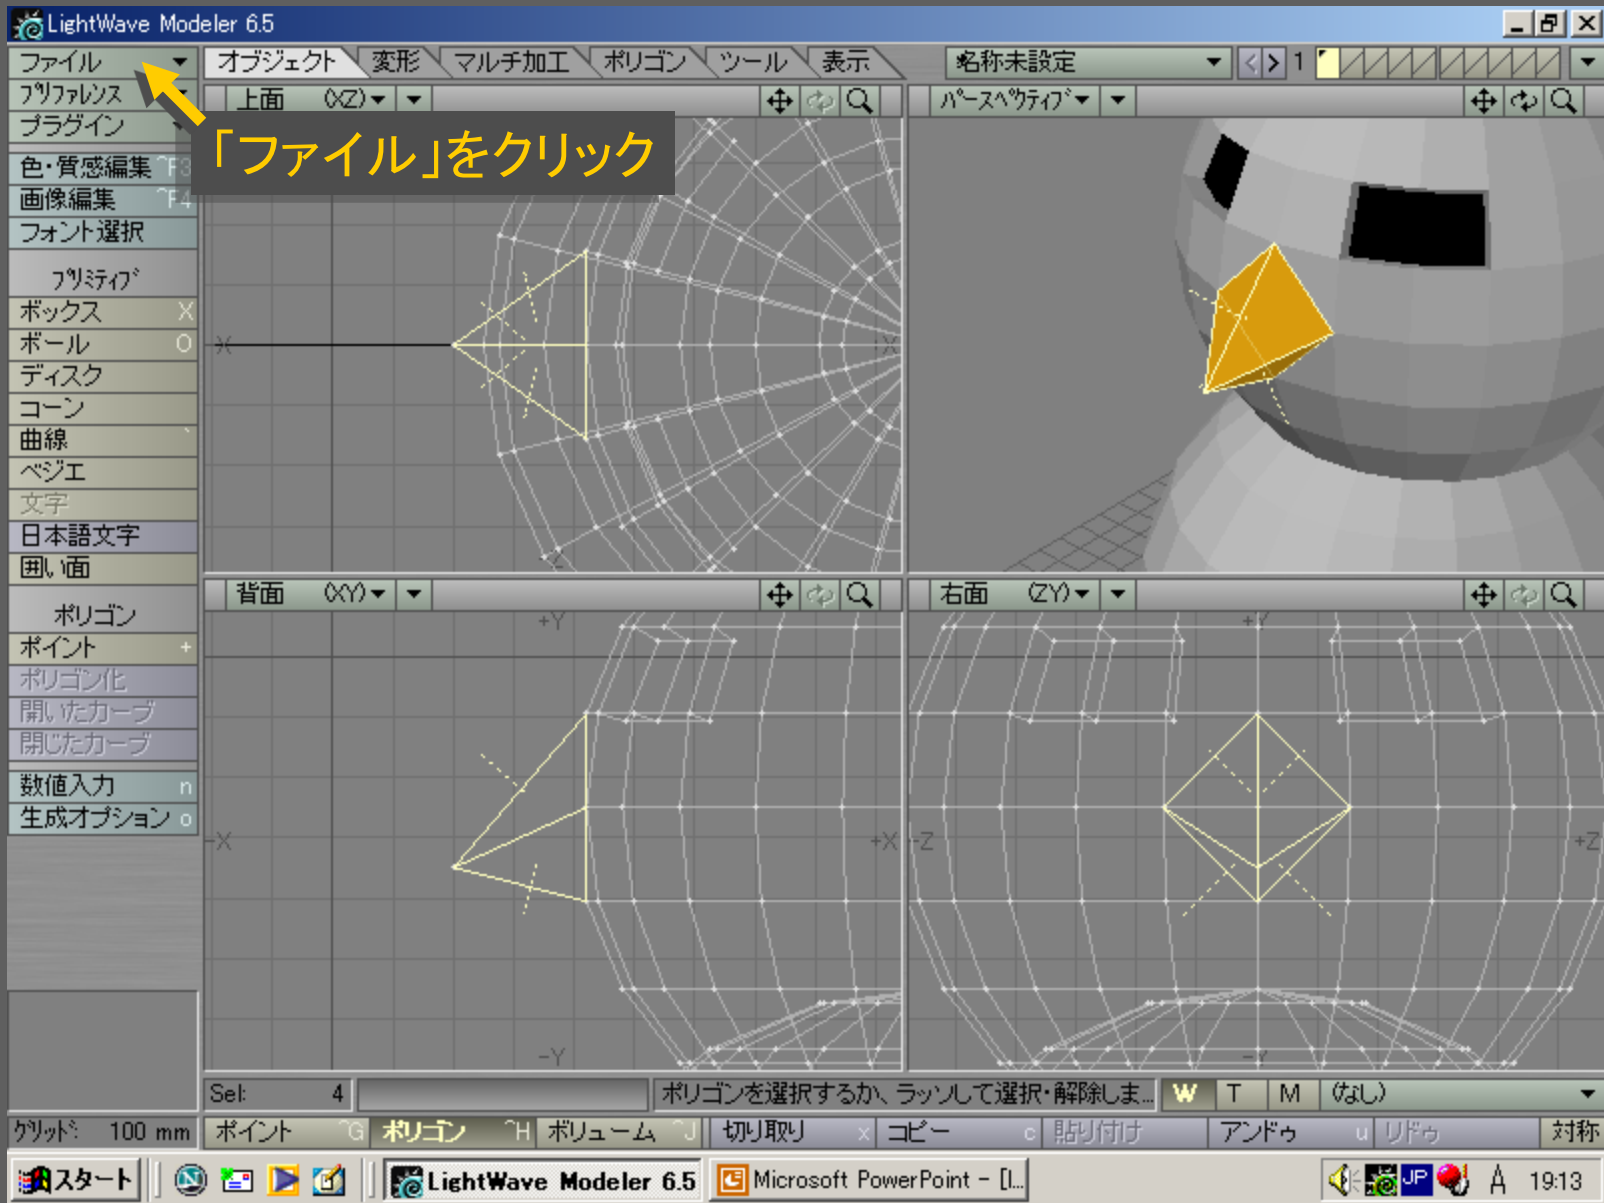 LightWave Modeler 6.5
ファイル
オブジェクト 変形 マルチ加工 ポリゴン ツール 表示 名称未設定 1
プリファレンス
上面 (XZ) パースペクティブ
プラグイン
「ファイル」をクリック
色・質感編集 ^F3
画像編集 ^F4
フォント選択
プリミティブ
ボックス X
ボール O
ディスク
コーン
曲線 `
ベジエ
文字
日本語文字
囲い面
ポリゴン
ポイント +
ポリゴン化
開いたカーブ
閉じたカーブ
数値入力 n
生成オプション o
-X +X
-Z
背面 (XY) 右面 (ZY)
+Y +Y
-X +X -Z +Z
-Y -Y
Sel: 4 ポリゴンを選択するか、ラッソして選択・解除しま... W T M (なし)
グリッド: 100 mm ポイント ^G ポリゴン ^H ボリューム ^J 切り取り x コピー c 貼り付け アンドゥ u リドゥ 対称
スタート LightWave Modeler 6.5 Microsoft PowerPoint - [l... JP A 19:13